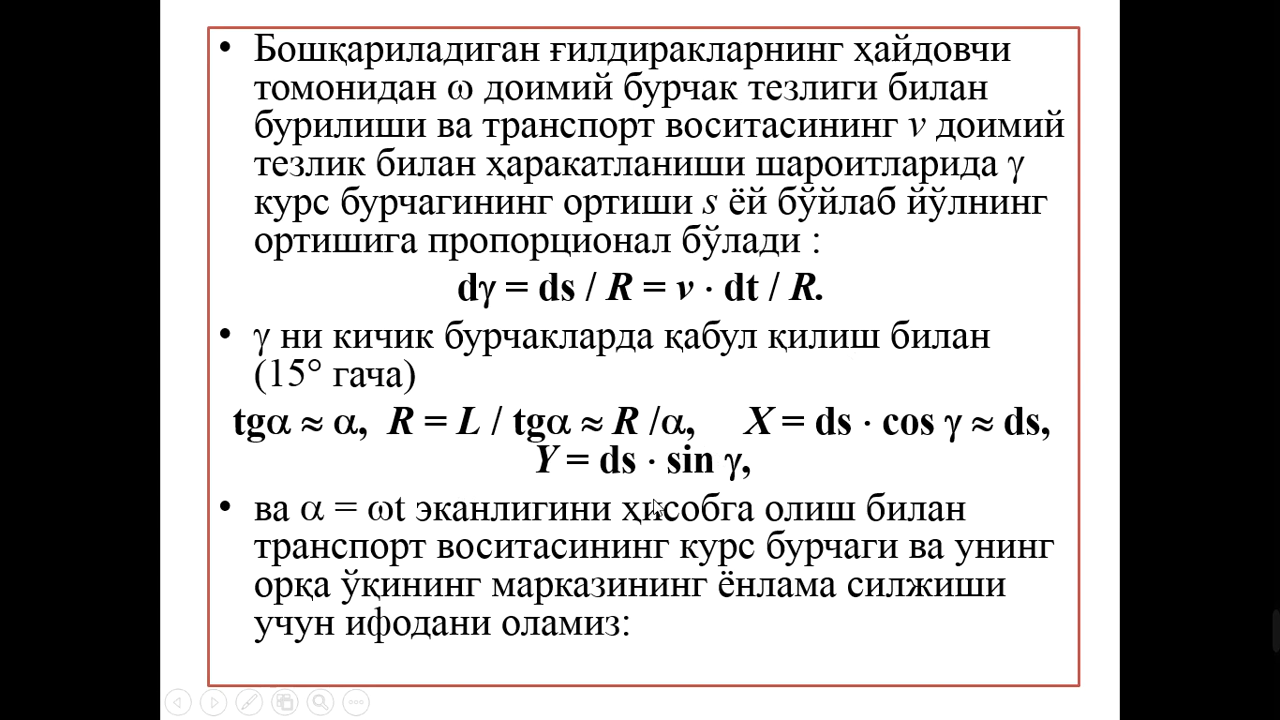 • Бошқариладиган ғилдиракларнинг ҳайдовчи
томонидан ω доимий бурчак тезлиги билан
бурилиши ва транспорт воситасининг v доимий
тезлик билан ҳаракатланиши шароитларида γ
курс бурчагининг ортиши s ёй бўйлаб йўлнинг
ортишига пропорционал бўлади :
dγ = ds / R = v · dt / R.
• γ ни кичик бурчакларда қабул қилиш билан
(15° гача)
tgα ≈ α, R = L / tgα ≈ R /α, X = ds · cos γ ≈ ds,
Y = ds · sin γ,
• ва α = ωt эканлигини ҳисобга олиш билан
транспорт воситасининг курс бурчаги ва унинг
орқа ўқининг марказининг ёнлама силжиши
учун ифодани оламиз: